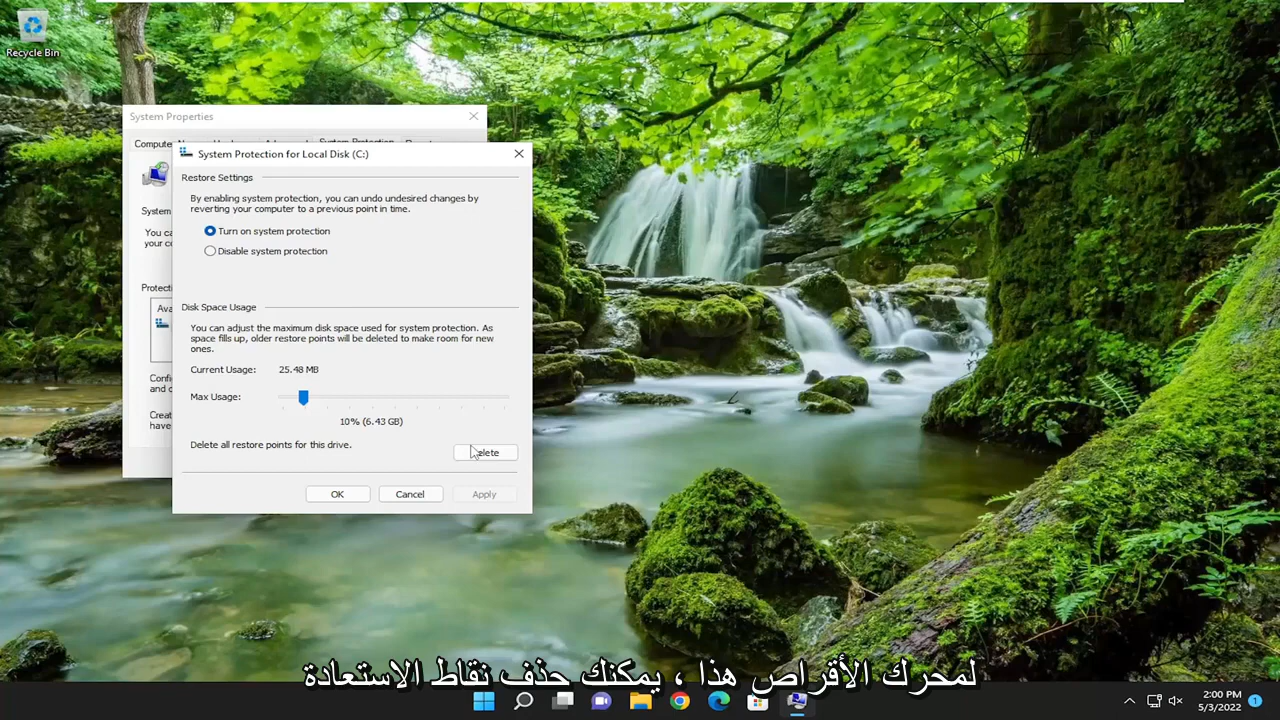 Recycle Bin
System Properties
System Protection for Local Disk (C:)
Restore Settings
By enabling system protection, you can undo undesired changes by
reverting your computer to a previous point in time.
Turn on system protection
Disable system protection
Disk Space Usage
You can adjust the maximum disk space used for system protection. As
space fills up, older restore points will be deleted to make room for new
ones.
Current Usage: 25.48 MB
Max Usage:
10% (6.43 GB)
Delete all restore points for this drive.
OK Cancel Apply
لمحرك الأقراص هذا ، يمكنك حذف نقاط الاستعادة
2:00 PM
5/3/2022
1